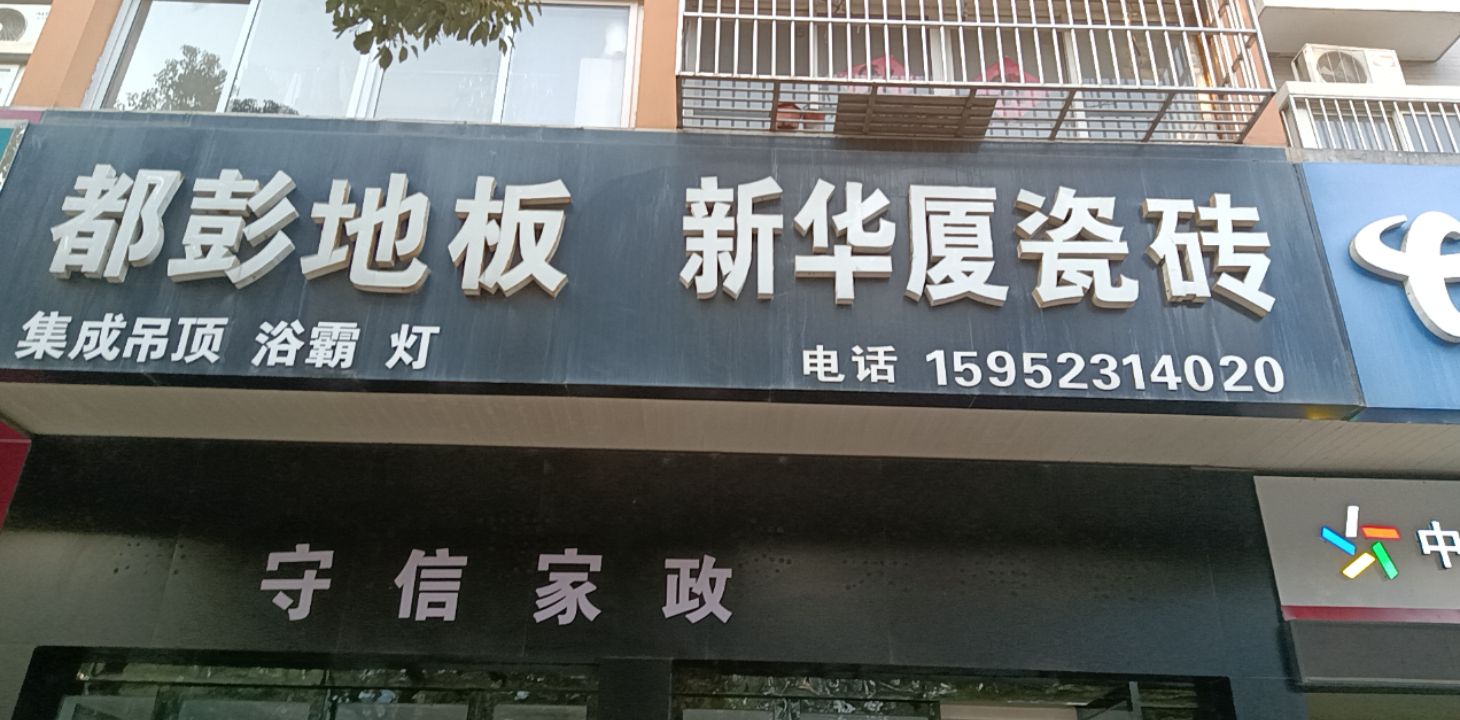 都彭地板 新华厦瓷砖
集成吊顶 浴霸 灯
电话 15952314020
守信家政
中